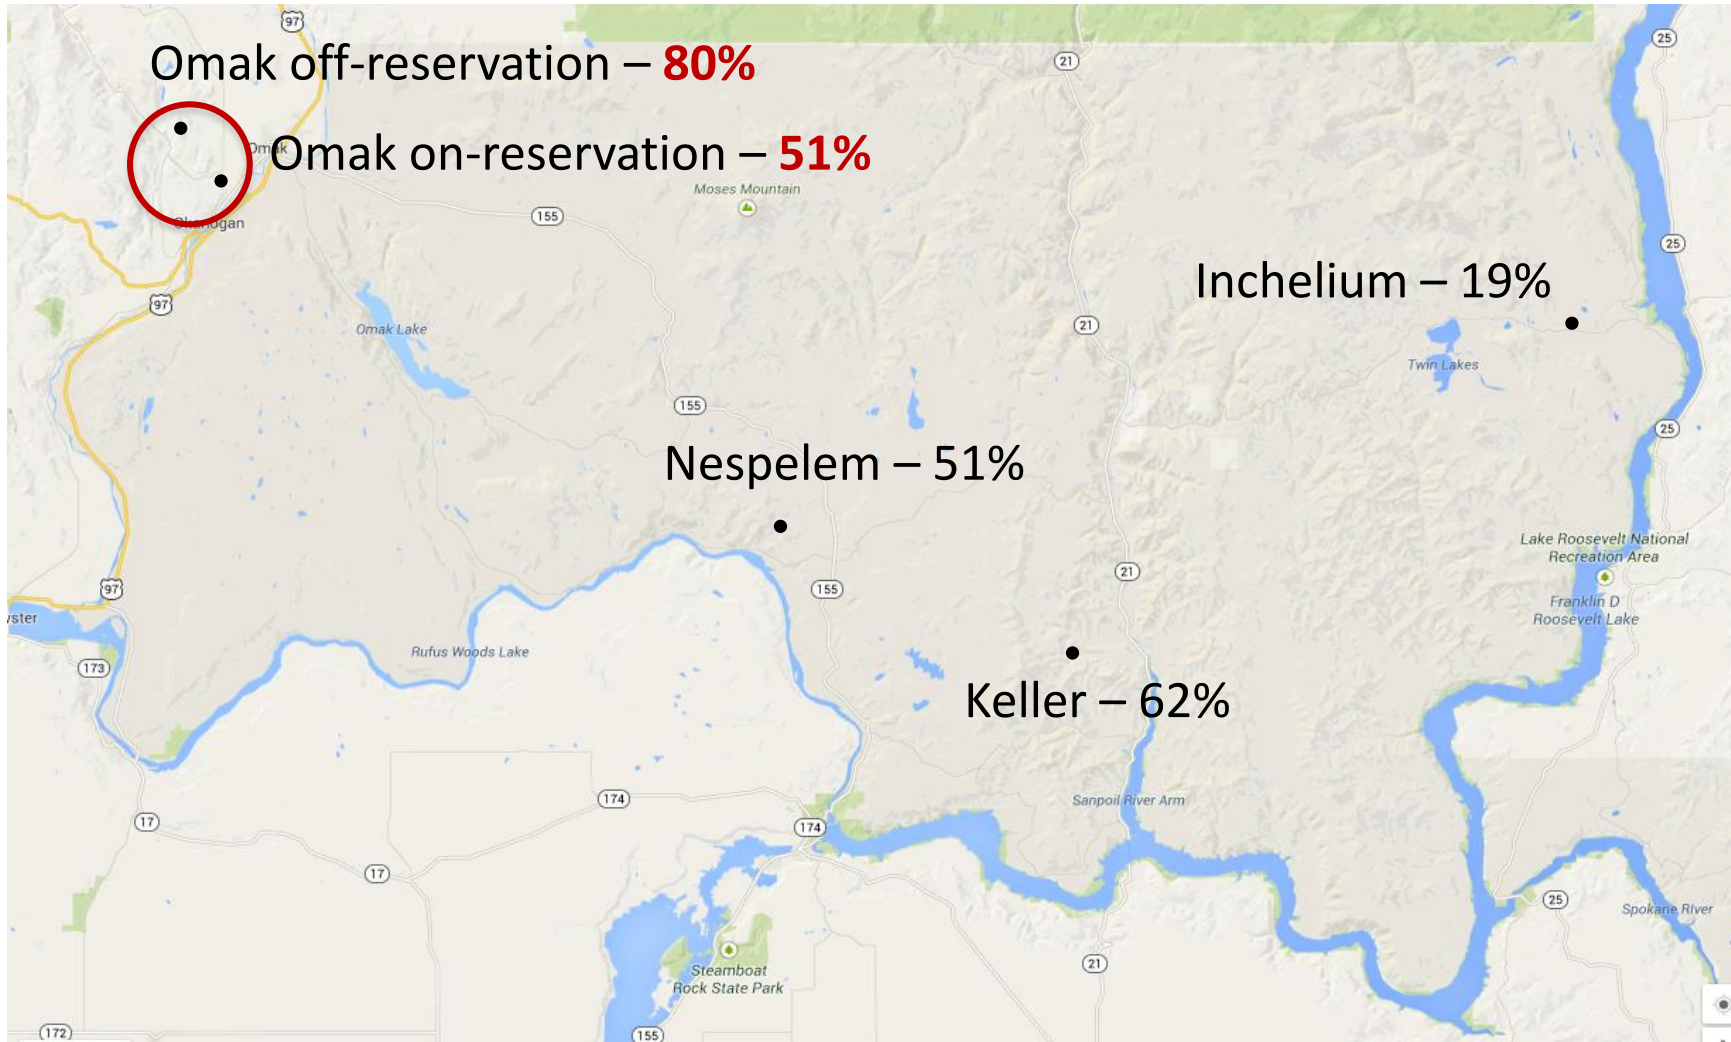 97
25
21
Omak off-reservation – 80%
Omak
Omak on-reservation – 51%
Moses Mountain
155
Okanogan
25
Inchelium – 19%
97
Omak Lake
21
Twin Lakes
155
25
Nespelem – 51%
Lake Roosevelt National
Recreation Area
21
97
155
Franklin D
Roosevelt Lake
Rufus Woods Lake
173
Keller – 62%
174
Sanpoil River Arm
17
174
17
25
Spokane River
21
Steamboat
Rock State Park
172
155